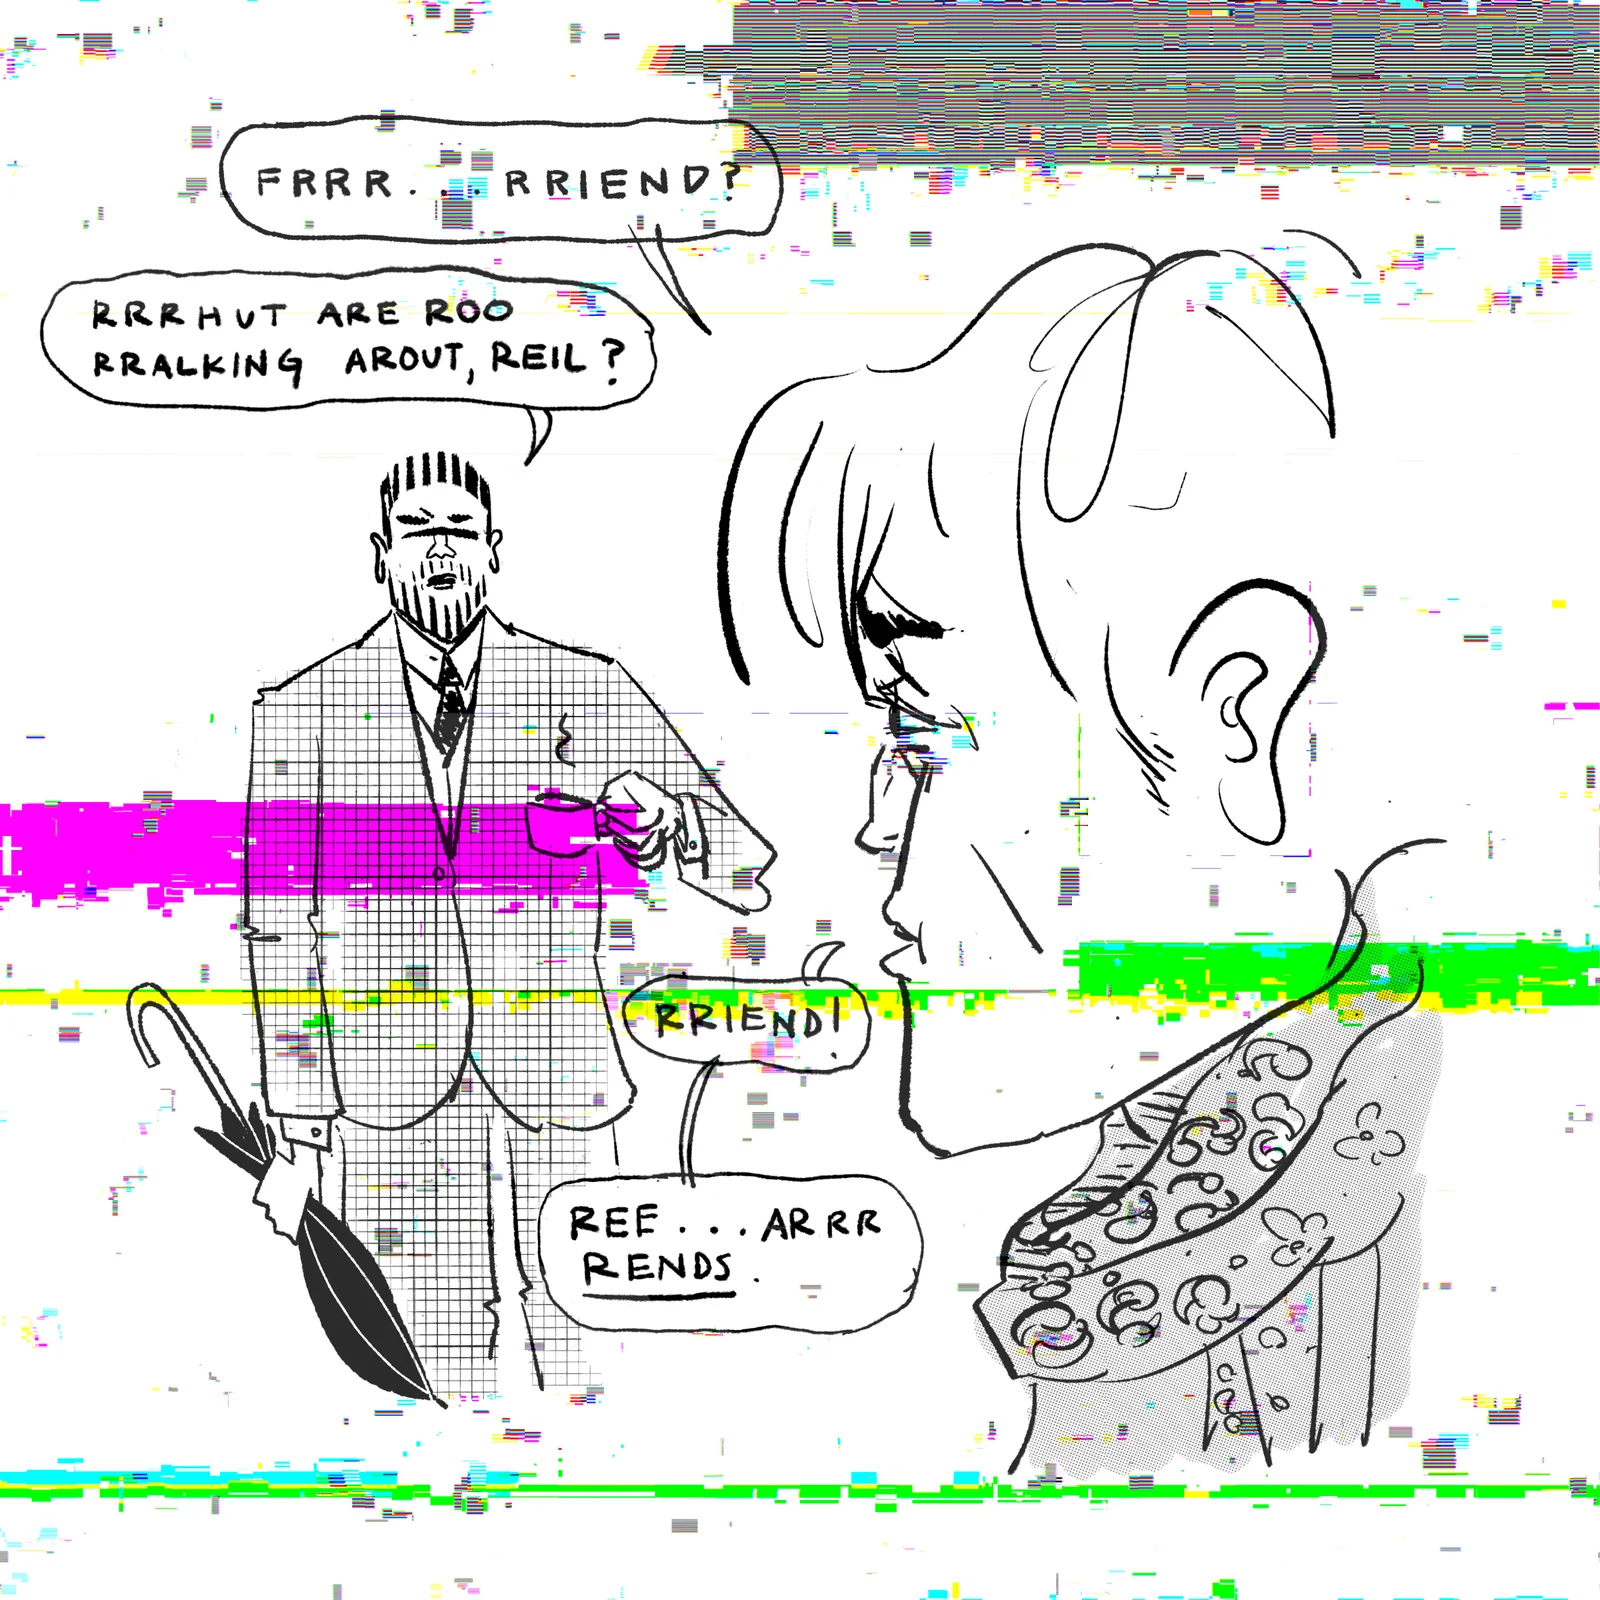 FRRR... RRIEND?
RRRHUT ARE ROO
RRALKING AROUT, REIL?
RRIEND!
REE...ARRR
RENDS.